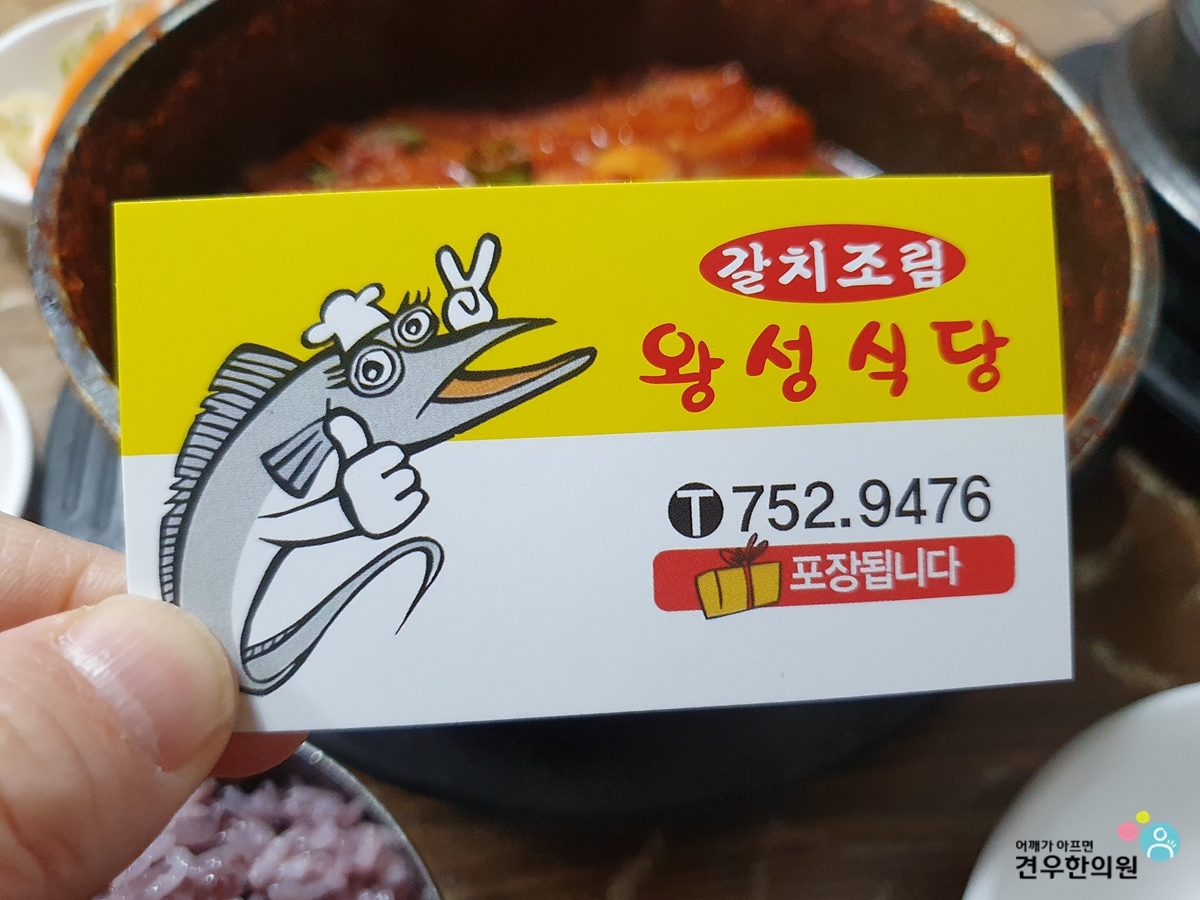 갈치조림
왕성식당
T 752.9476
포장됩니다
어깨가 아프면
견우한의원